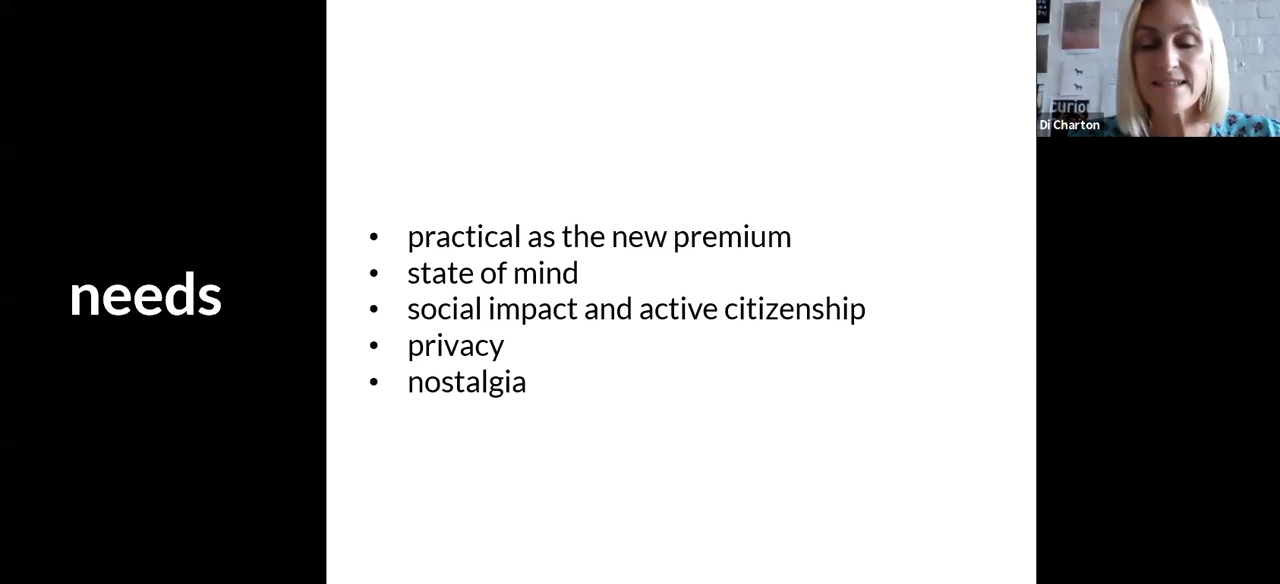 needs
• practical as the new premium
• state of mind
• social impact and active citizenship
• privacy
• nostalgia
curio
Di Charton